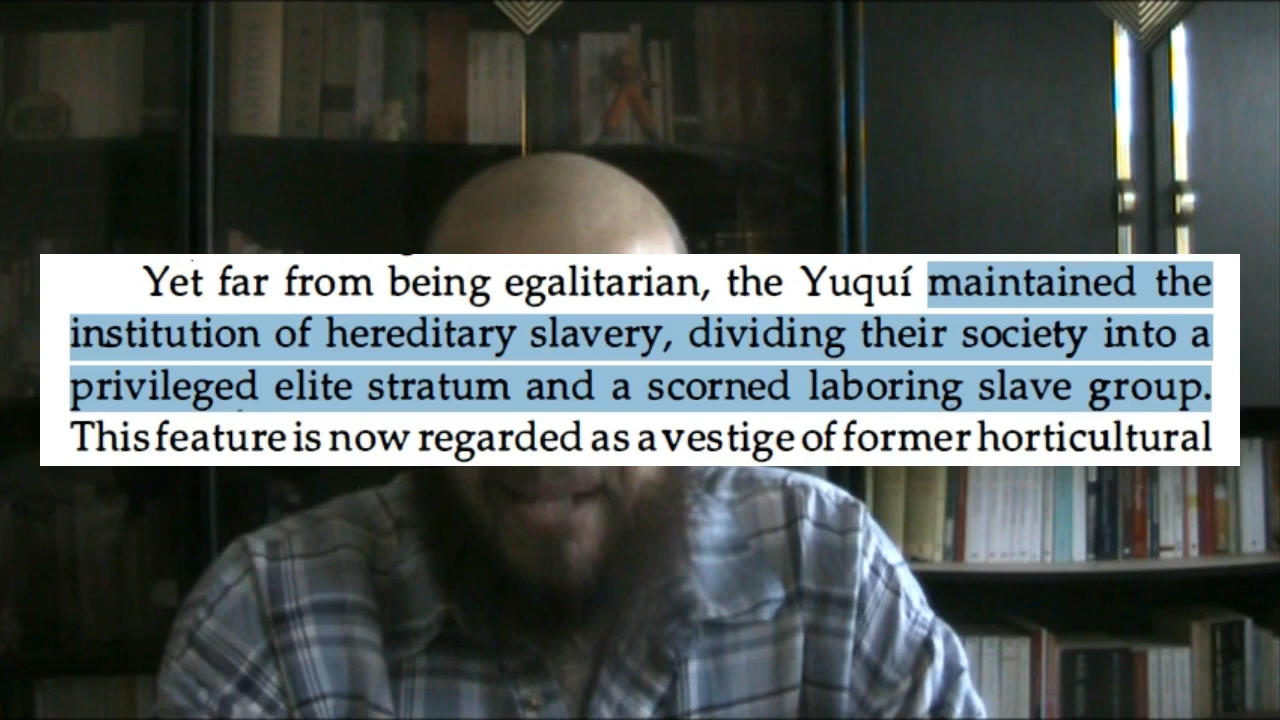 ARISTOTE
Yet far from being egalitarian, the Yuquí maintained the
institution of hereditary slavery, dividing their society into a
privileged elite stratum and a scorned laboring slave group.
This feature is now regarded as a vestige of former horticultural